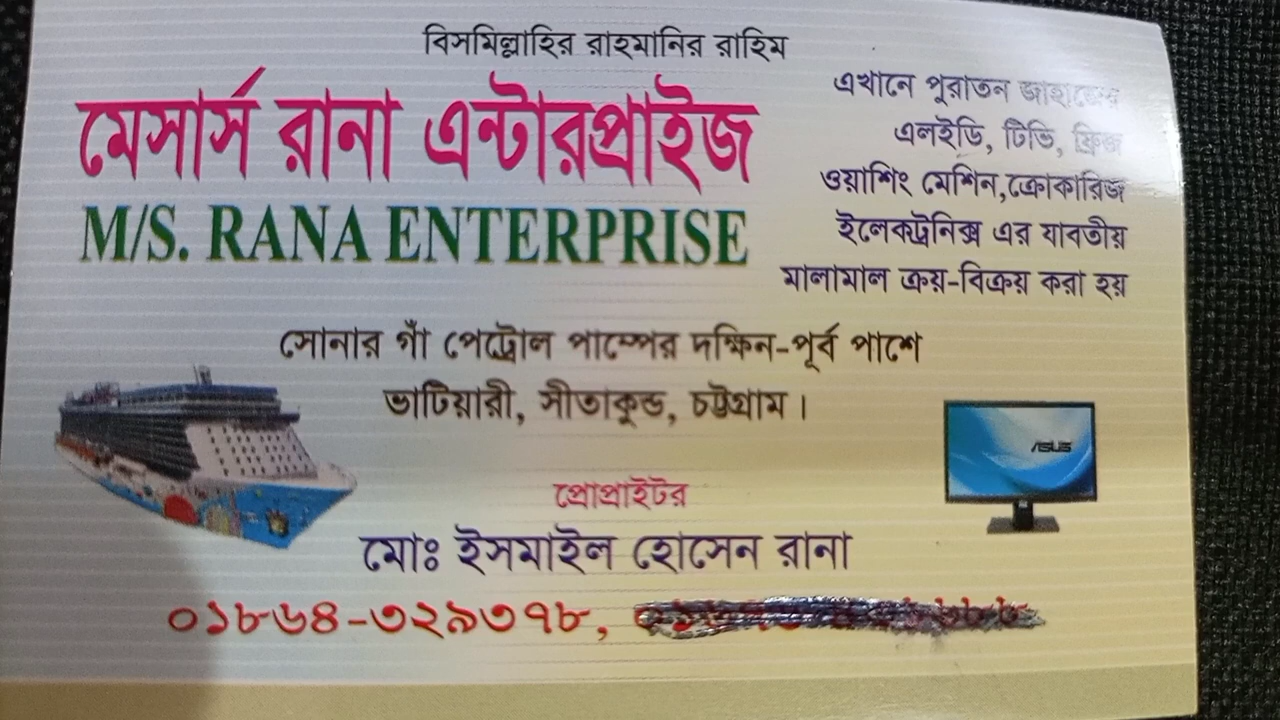 বিসমিল্লাহির রাহমানির রাহিম
মেসার্স রানা এন্টারপ্রাইজ
M/S. RANA ENTERPRISE
এখানে পুরাতন জাহাজের
এলইডি, টিভি, ফ্রিজ
ওয়াশিং মেশিন,ক্রোকারিজ
ইলেকট্রনিক্স এর যাবতীয়
মালামাল ক্রয়-বিক্রয় করা হয়
সোনার গাঁ পেট্রোল পাম্পের দক্ষিন-পূর্ব পাশে
ভাটিয়ারী, সীতাকুন্ড, চট্টগ্রাম।
ASUS
প্রোপ্রাইটর
মোঃ ইসমাইল হোসেন রানা
০১৮৬৪-৩২৯৩৭৮,